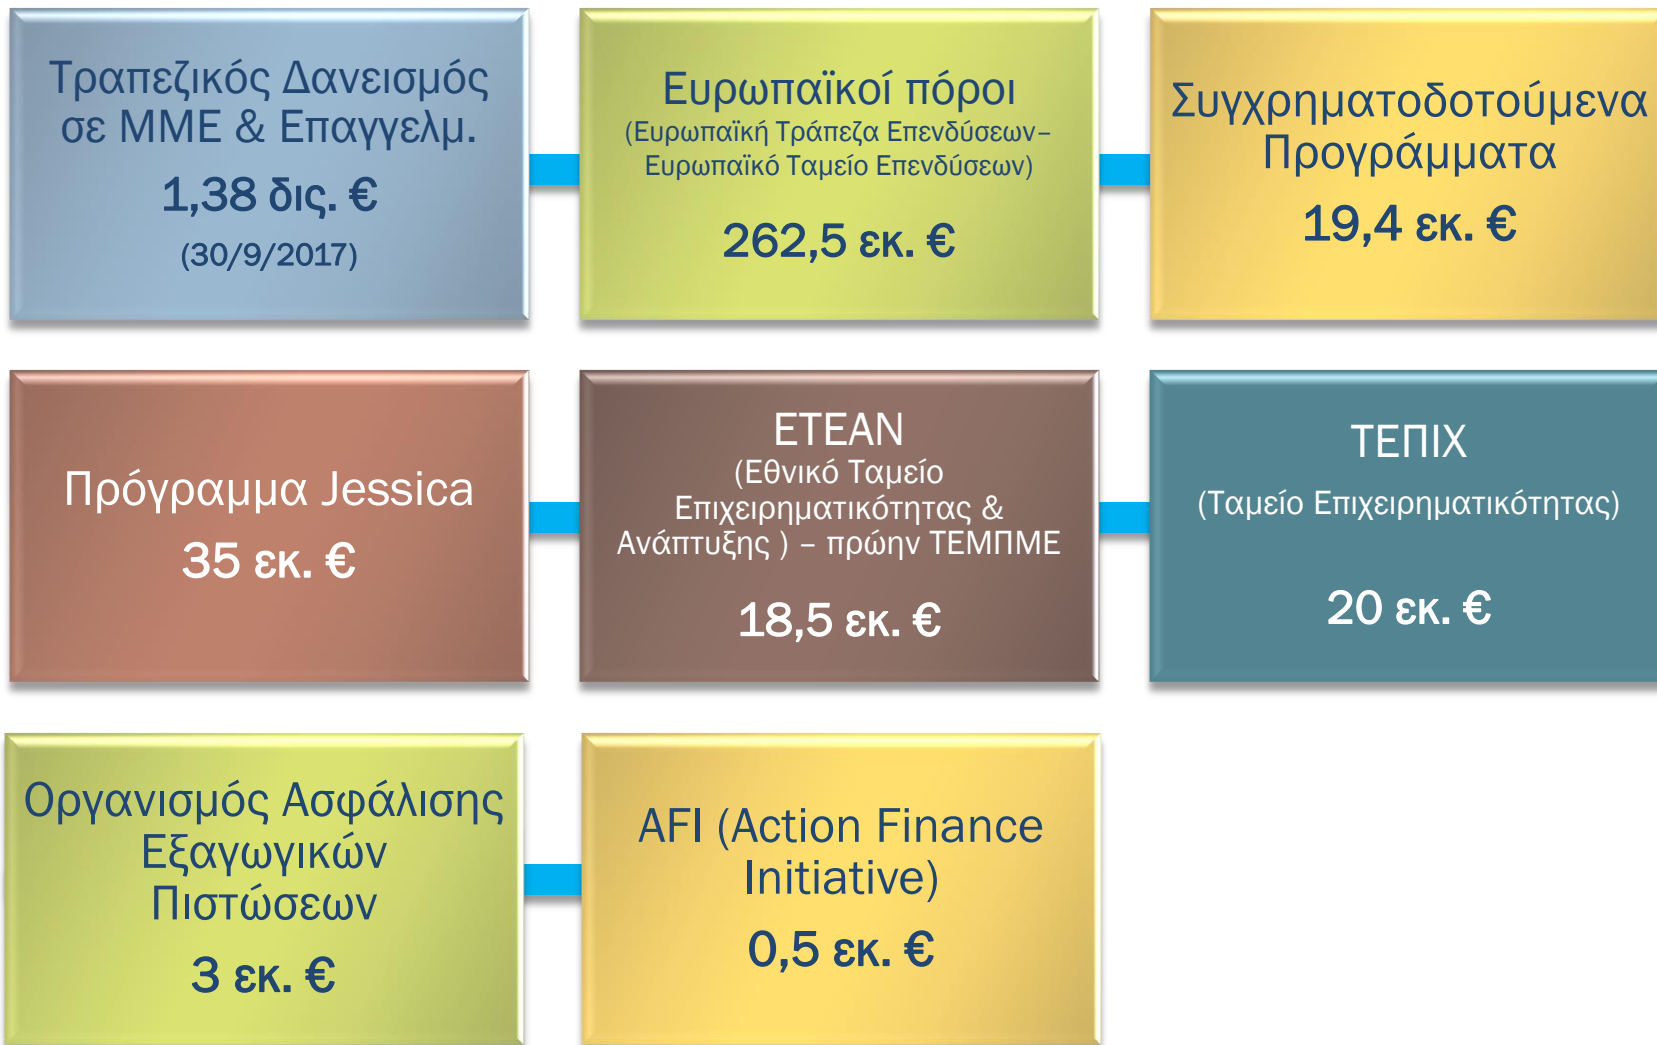 Τραπεζικός Δανεισμός
σε ΜΜΕ & Επαγγελμ.
1,38 δις. €
(30/9/2017)
Ευρωπαϊκοί πόροι
(Ευρωπαϊκή Τράπεζα Επενδύσεων–
Ευρωπαϊκό Ταμείο Επενδύσεων)
262,5 εκ. €
Συγχρηματοδοτούμενα
Προγράμματα
19,4 εκ. €
Πρόγραμμα Jessica
35 εκ. €
ΕΤΕΑΝ
(Εθνικό Ταμείο
Επιχειρηματικότητας &
Ανάπτυξης ) – πρώην ΤΕΜΠΜΕ
18,5 εκ. €
ΤΕΠΙΧ
(Ταμείο Επιχειρηματικότητας)
20 εκ. €
Οργανισμός Ασφάλισης
Εξαγωγικών
Πιστώσεων
3 εκ. €
AFI (Action Finance
Initiative)
0,5 εκ. €